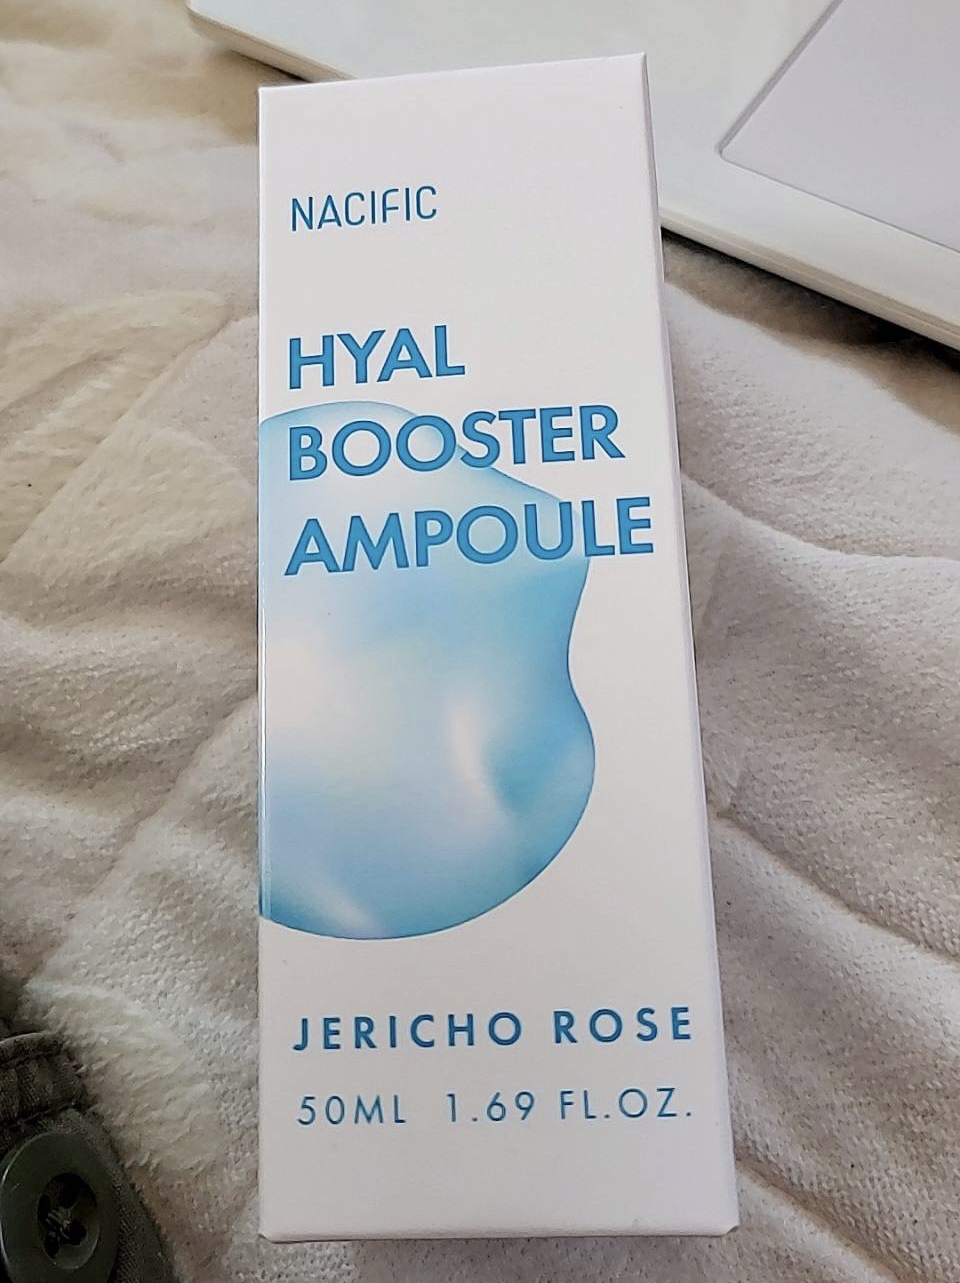 NACIFIC
HYAL
BOOSTER
AMPOULE
JERICHO ROSE
50ML 1.69 FL.OZ.